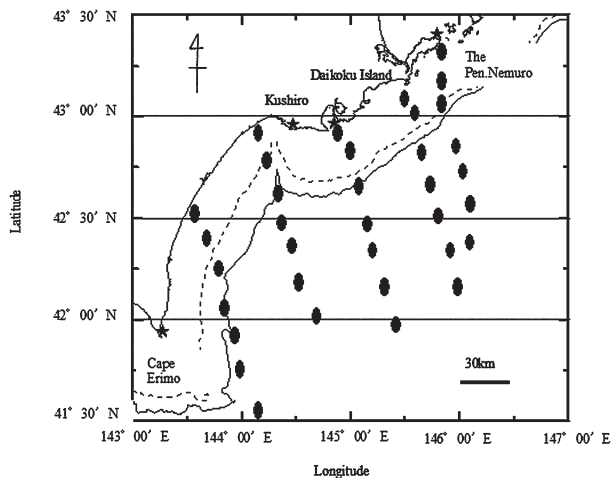 43° 30' N
The
Pen.Nemuro
Daikoku Island
Kushiro
43° 00' N
Latitude
42° 30' N
42° 00' N
Cape
Erimo
30km
41° 30' N
143° 00' E
144° 00' E
145° 00' E
146° 00' E
147° 00' E
Longitude